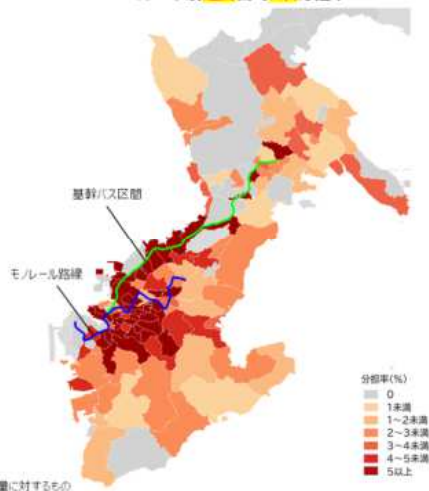 基幹バス区間
モノレール路線
分担率(%)
0
1未満
1~2未満
2~3未満
3~4未満
4~5未満
5以上
量に対するもの